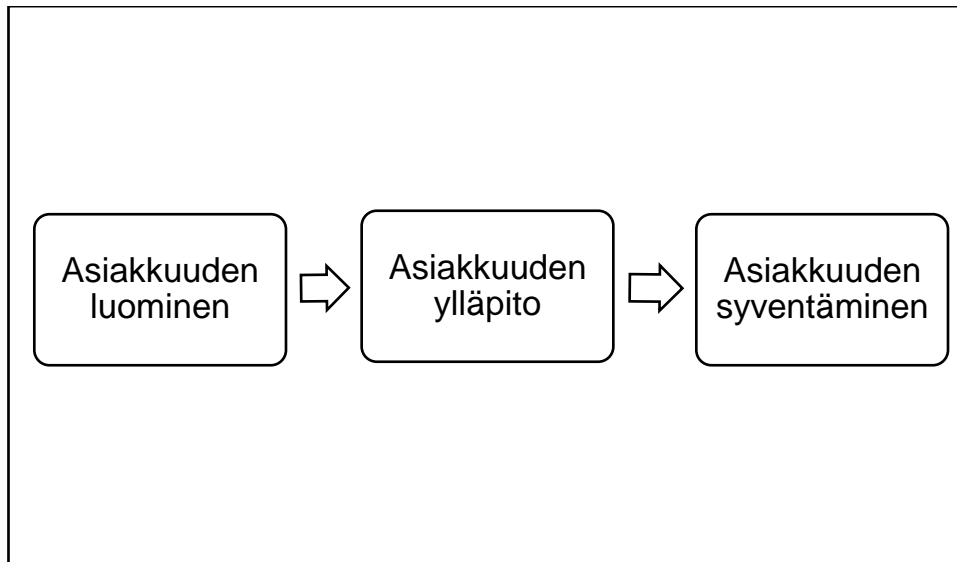 Asiakkuuden
luominen
Asiakkuuden
ylläpito
Asiakkuuden
syventäminen